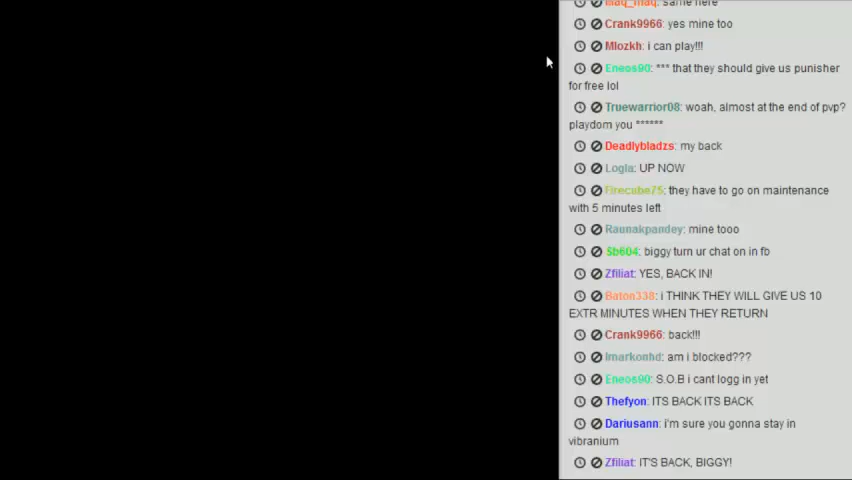 Maq_maq: same here
Crank9966: yes mine too
Mlozkh: i can play!!!
Eneos90: *** that they should give us punisher
for free lol
Truewarrior08: woah, almost at the end of pvp?
playdom you ******
Deadlybladzs: my back
Logia: UP NOW
Firecube75: they have to go on maintenance
with 5 minutes left
Raunakpandey: mine tooo
Sb604: biggy turn ur chat on in fb
Zfiliat: YES, BACK IN!
Baton338: i THINK THEY WILL GIVE US 10
EXTR MINUTES WHEN THEY RETURN
Crank9966: back!!!
Imarkonhd: am i blocked???
Eneos90: S.O.B i cant logg in yet
Thefyon: ITS BACK ITS BACK
Dariusann: i'm sure you gonna stay in
vibranium
Zfiliat: IT'S BACK, BIGGY!